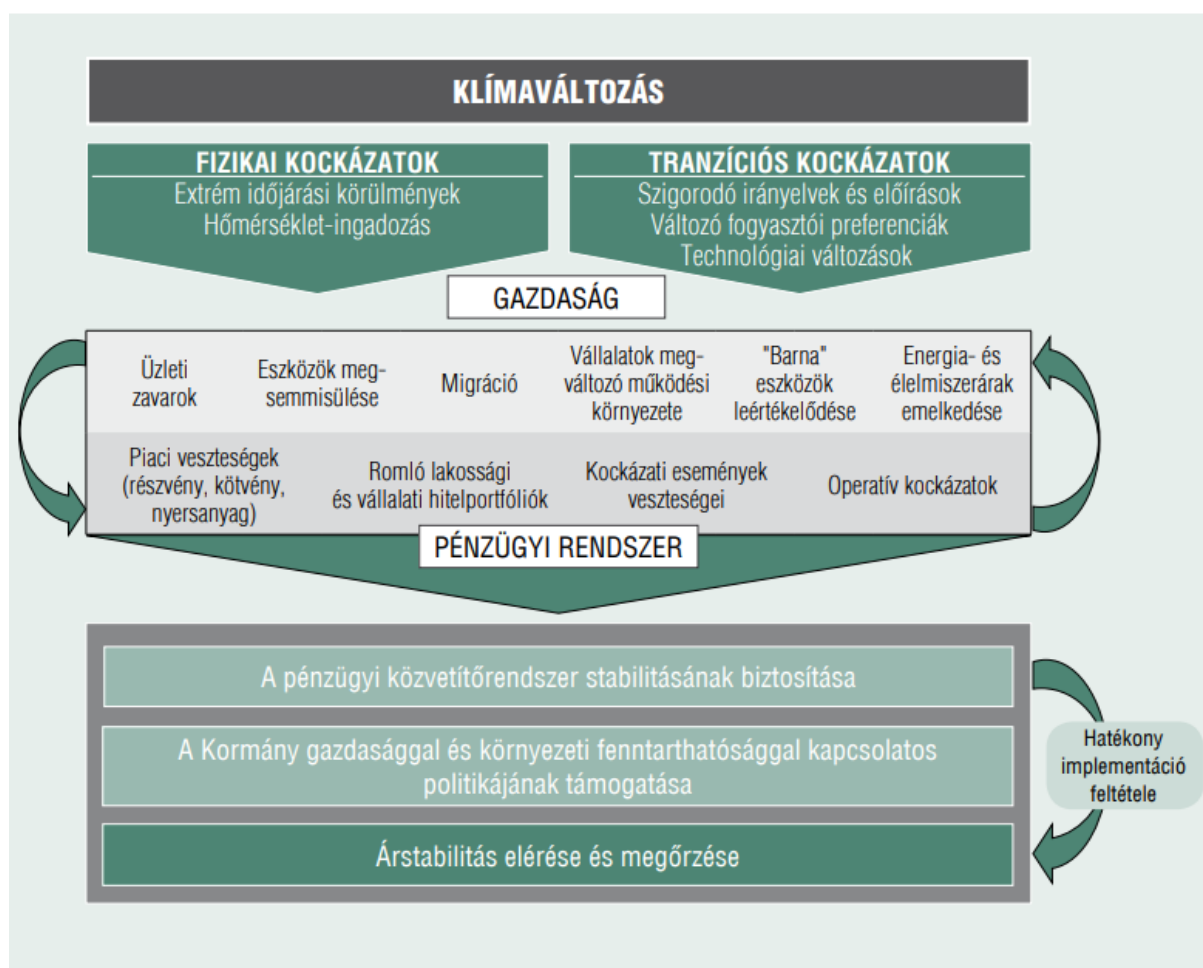 KLÍMAVÁLTOZÁS
FIZIKAI KOCKÁZATOK
Extrém időjárási körülmények
Hőmérséklet-ingadozás
TRANZÍCIÓS KOCKÁZATOK
Szigorodó irányelvek és előírások
Változó fogyasztói preferenciák
Technológiai változások
GAZDASÁG
Üzleti
zavarok
Eszközök meg-
semmisülése
Migráció
Vállalatok meg-
változó működési
környezete
"Barna"
eszközök
leértékelődése
Energia- és
élelmiszerárak
emelkedése
Piaci veszteségek
(részvény, kötvény,
nyersanyag)
Romló lakossági
és vállalati hitelportfóliók
Kockázati események
veszteségei
Operatív kockázatok
PÉNZÜGYI RENDSZER
A pénzügyi közvetítőrendszer stabilitásának biztosítása
A Kormány gazdasággal és környezeti fenntarthatósággal kapcsolatos
politikájának támogatása
Árstabilitás elérése és megőrzése
Hatékony
implementáció
feltétele